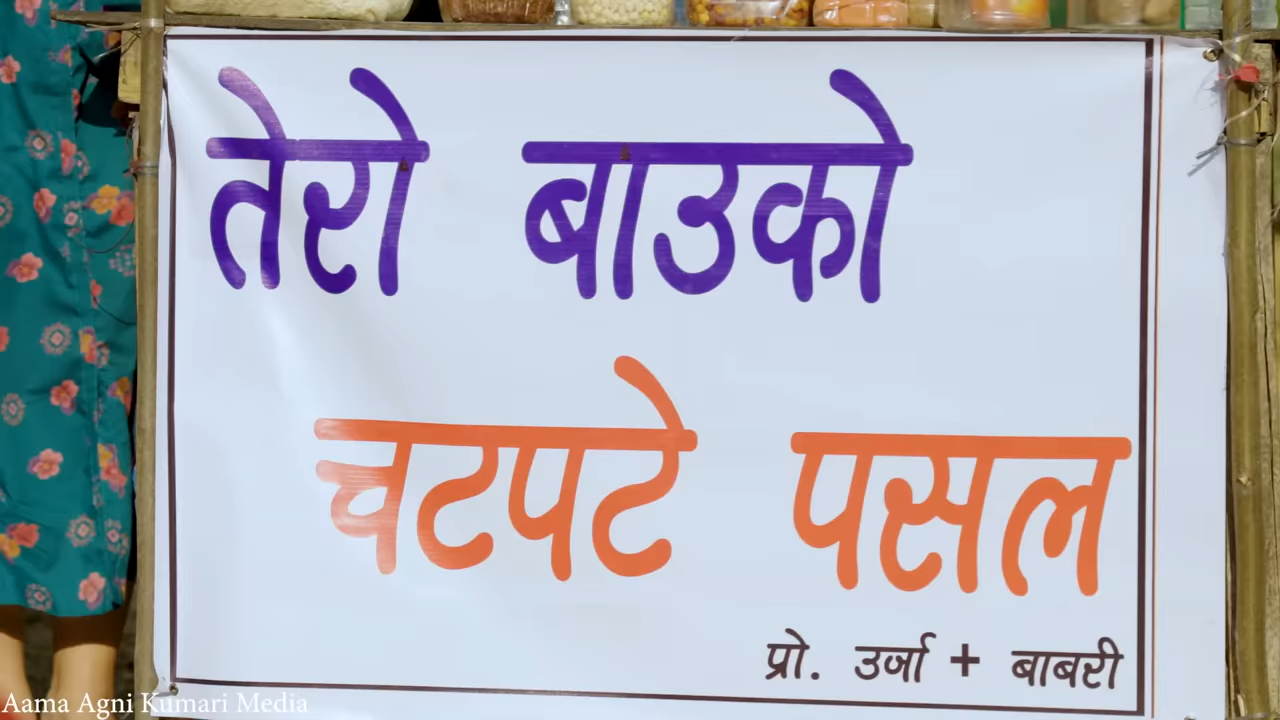 तेरो बाउको
चटपटे पसल
प्रो. उर्जा + बाबरी
Aama Agni Kumari Media